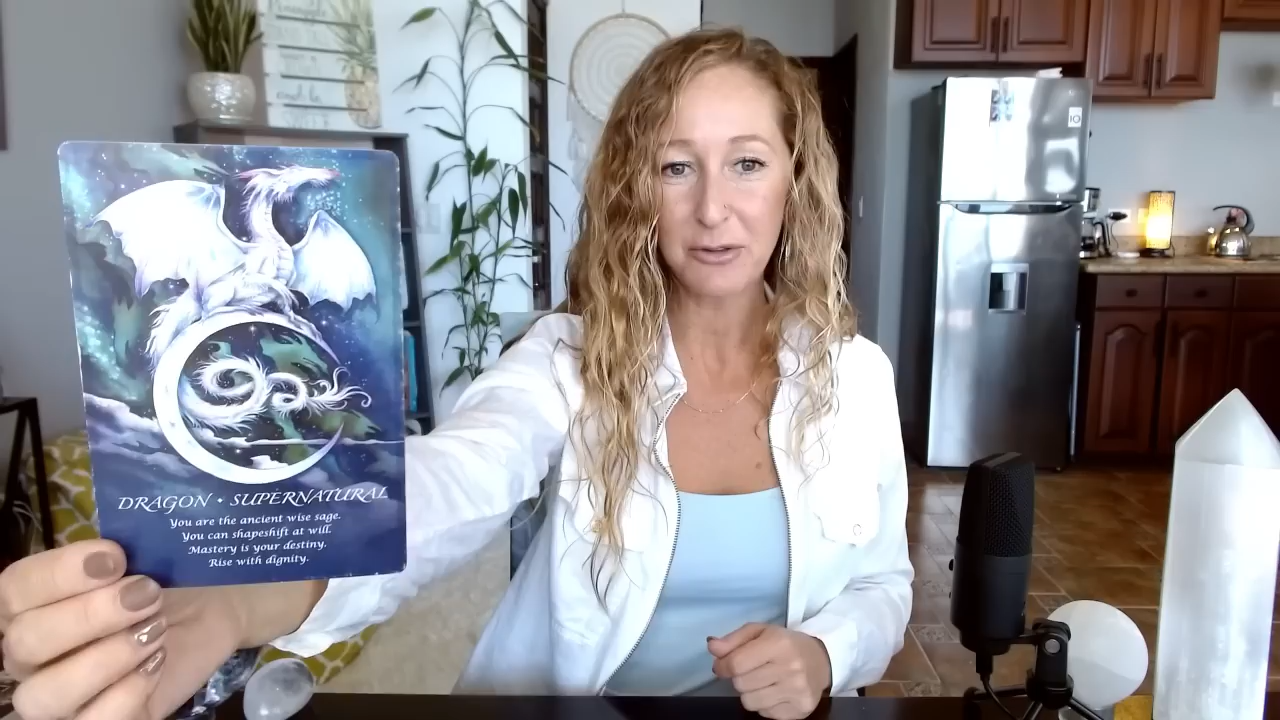 DRAGON • SUPERNATURAL
You are the ancient wise sage.
You can shapeshift at will.
Mastery is your destiny.
Rise with dignity.